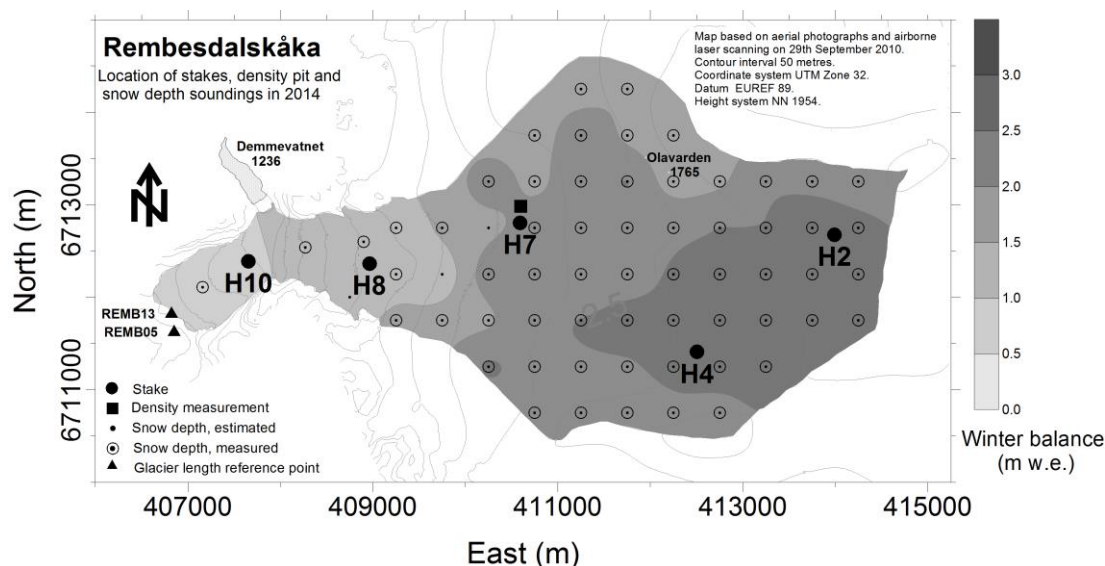 Rembesdalskåka
Location of stakes, density pit and
snow depth soundings in 2014
Map based on aerial photographs and airborne
laser scanning on 29th September 2010.
Contour interval 50 metres.
Coordinate system UTM Zone 32.
Datum EUREF 89.
Height system NN 1954.
Demmevatnet
1236
Olavarden
1765
N
H7
H2
H10
H8
H4
2.5
REMB13
REMB05
Stake
Density measurement
Snow depth, estimated
Snow depth, measured
Glacier length reference point
North (m)
6713000
6711000
407000
409000
411000
413000
415000
East (m)
3.0
2.5
2.0
1.5
1.0
0.5
0.0
Winter balance
(m w.e.)